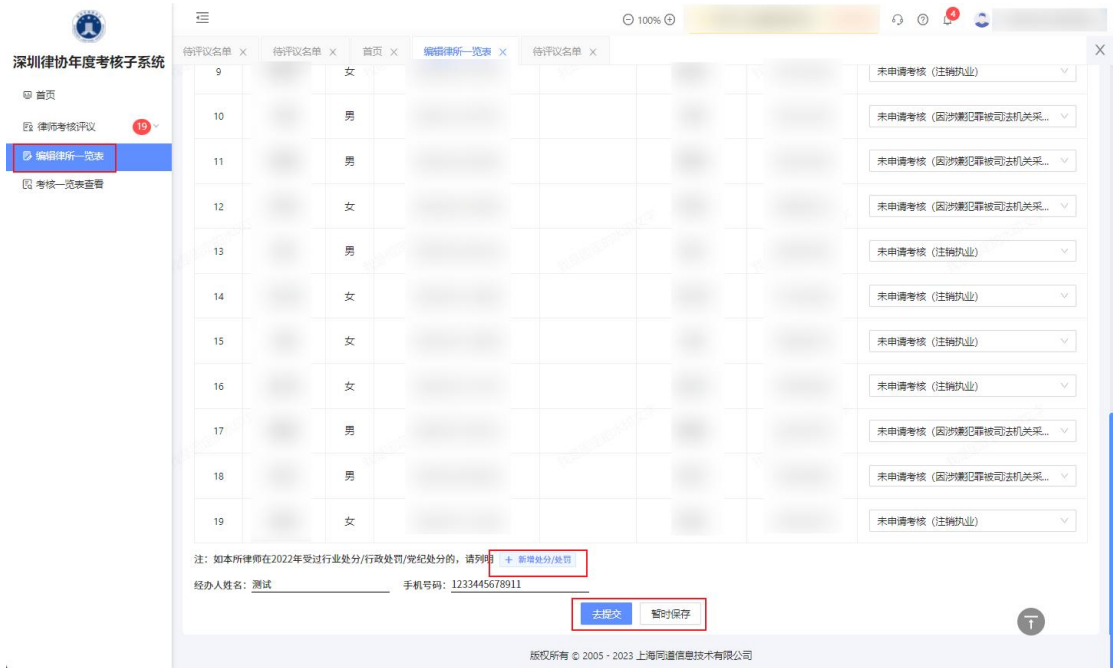 100%
4
深圳律协年度考核子系统
待评议名单 × 待评议名单 × 首页 × 编辑律所一览表 × 待评议名单 × X
首页
律师考核评议 19
编辑律所一览表
考核一览表查看
9 女 未申请考核（注销执业）
10 男 未申请考核（因涉嫌犯罪被司法机关采...
11 男 未申请考核（因涉嫌犯罪被司法机关采...
12 女 未申请考核（因涉嫌犯罪被司法机关采...
13 男 未申请考核（注销执业）
14 女 未申请考核（注销执业）
15 女 未申请考核（注销执业）
16 女 未申请考核（注销执业）
17 男 未申请考核（因涉嫌犯罪被司法机关采...
18 男 未申请考核（因涉嫌犯罪被司法机关采...
19 女 未申请考核（注销执业）
注：如本所律师在2022年受过行业处分/行政处罚/党纪处分的，请列明 + 新增处分/处罚
经办人姓名：测试 手机号码：1233445678911
去提交 暂时保存
版权所有 © 2005 - 2023 上海同道信息技术有限公司